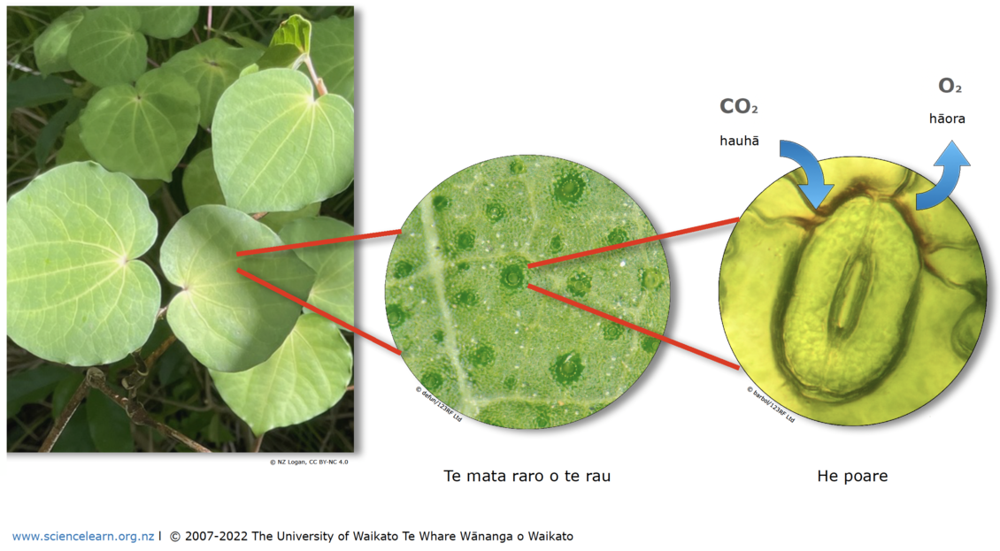 CO₂
hauhā
O₂
hāora
© defun/123RF Ltd
© barbol/123RF Ltd
© NZ Logan, CC BY-NC 4.0
Te mata raro o te rau
He poare
www.sciencelearn.org.nz | © 2007-2022 The University of Waikato Te Whare Wānanga o Waikato